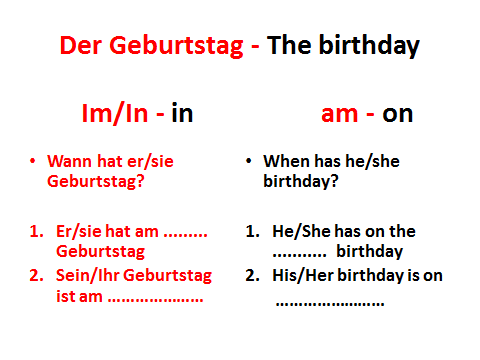 Der Geburtstag - The birthday
Im/In - in
am - on
• Wann hat er/sie
Geburtstag?
1. Er/sie hat am .........
Geburtstag
2. Sein/Ihr Geburtstag
ist am …………………
• When has he/she
birthday?
1. He/She has on the
........... birthday
2. His/Her birthday is on
……………………